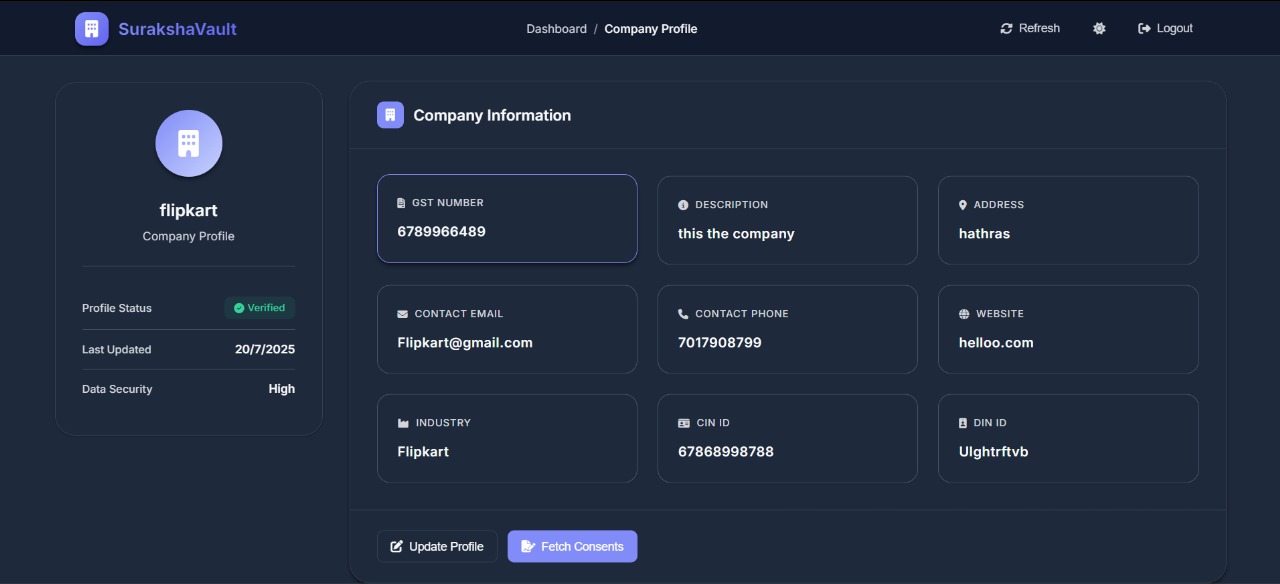 SurakshaVault
Dashboard / Company Profile
Refresh
Logout
flipkart
Company Profile
Profile Status
Verified
Last Updated
20/7/2025
Data Security
High
Company Information
GST NUMBER
6789966489
DESCRIPTION
this the company
ADDRESS
hathras
CONTACT EMAIL
Flipkart@gmail.com
CONTACT PHONE
7017908799
WEBSITE
helloo.com
INDUSTRY
Flipkart
CIN ID
67868998788
DIN ID
UIghtrftvb
Update Profile
Fetch Consents